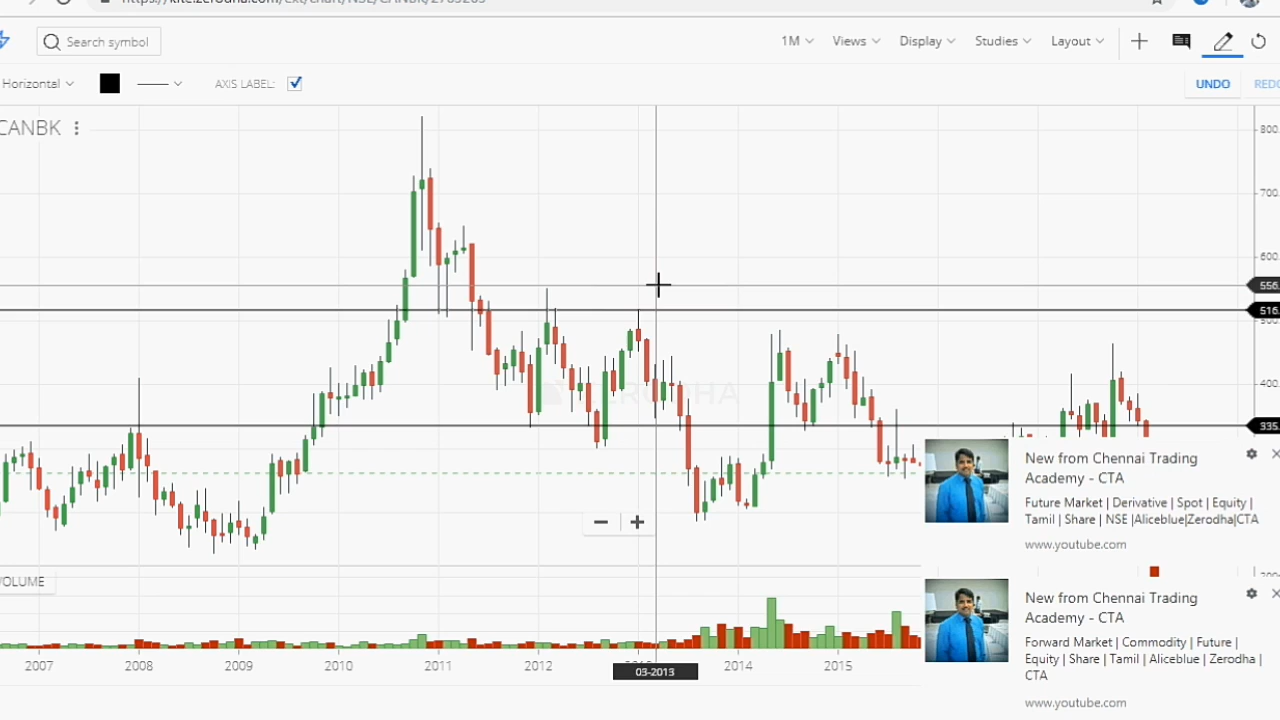 Search symbol
1M
Views
Display
Studies
Layout
Horizontal
AXIS LABEL:
UNDO
REDO
CANBK
800.
700.
600.
556.
516.
500.
400.
335.
ZERODHA
New from Chennai Trading
Academy - CTA
Future Market | Derivative | Spot | Equity |
Tamil | Share | NSE |Aliceblue|Zerodha|CTA
www.youtube.com
VOLUME
New from Chennai Trading
Academy - CTA
Forward Market | Commodity | Future |
Equity | Share | Tamil | Aliceblue | Zerodha |
CTA
www.youtube.com
2007
2008
2009
2010
2011
2012
2014
2015
03-2013